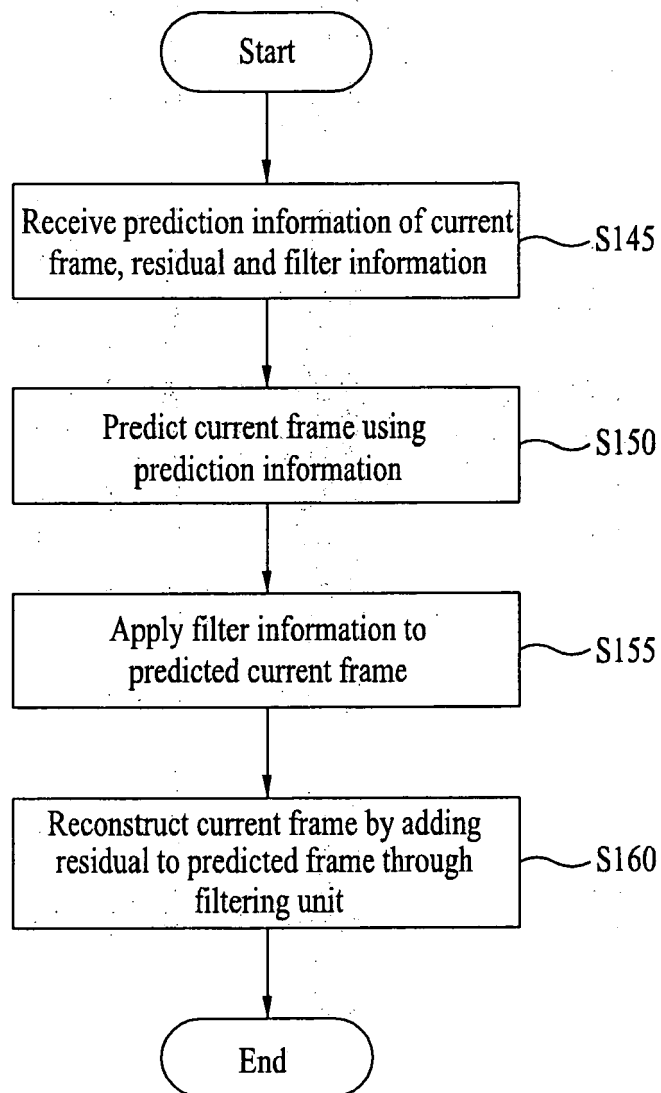 Start
Receive prediction information of current
frame, residual and filter information
S145
Predict current frame using
prediction information
S150
Apply filter information to
predicted current frame
S155
Reconstruct current frame by adding
residual to predicted frame through
filtering unit
S160
End